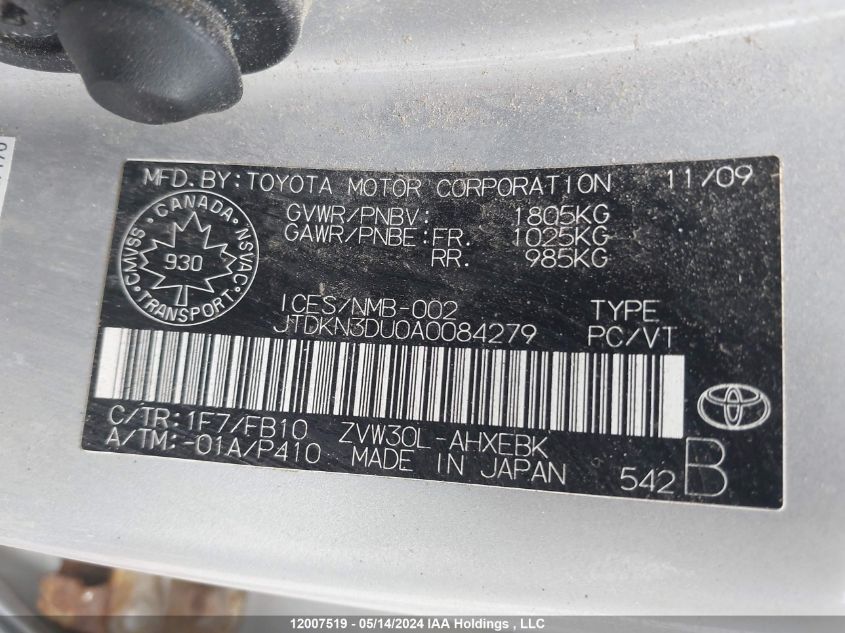 MFD. BY: TOYOTA MOTOR CORPORATION 11/09
GVWR/PNBV: 1805KG
GAWR/PNBE: FR. 1025KG
RR. 985KG
CANADA
CMVSS 930 NSVAC
TRANSPORT
ICES/NMB-002 TYPE
JTDKN3DU0A0084279 PC/VT
C/TR: 1F7/FB10 ZVW30L-AHXEBK
A/TM: -01A/P410 MADE IN JAPAN 542 B
12007519 - 05/14/2024 IAA Holdings , LLC